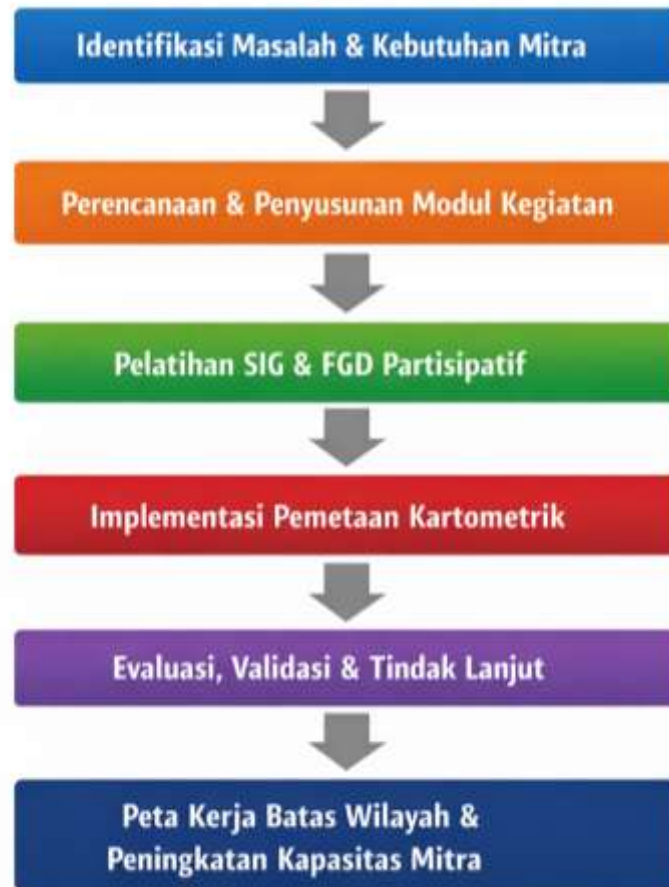 Identifikasi Masalah & Kebutuhan Mitra
Perencanaan & Penyusunan Modul Kegiatan
Pelatihan SIG & FGD Partisipatif
Implementasi Pemetaan Kartometrik
Evaluasi, Validasi & Tindak Lanjut
Peta Kerja Batas Wilayah &
Peningkatan Kapasitas Mitra